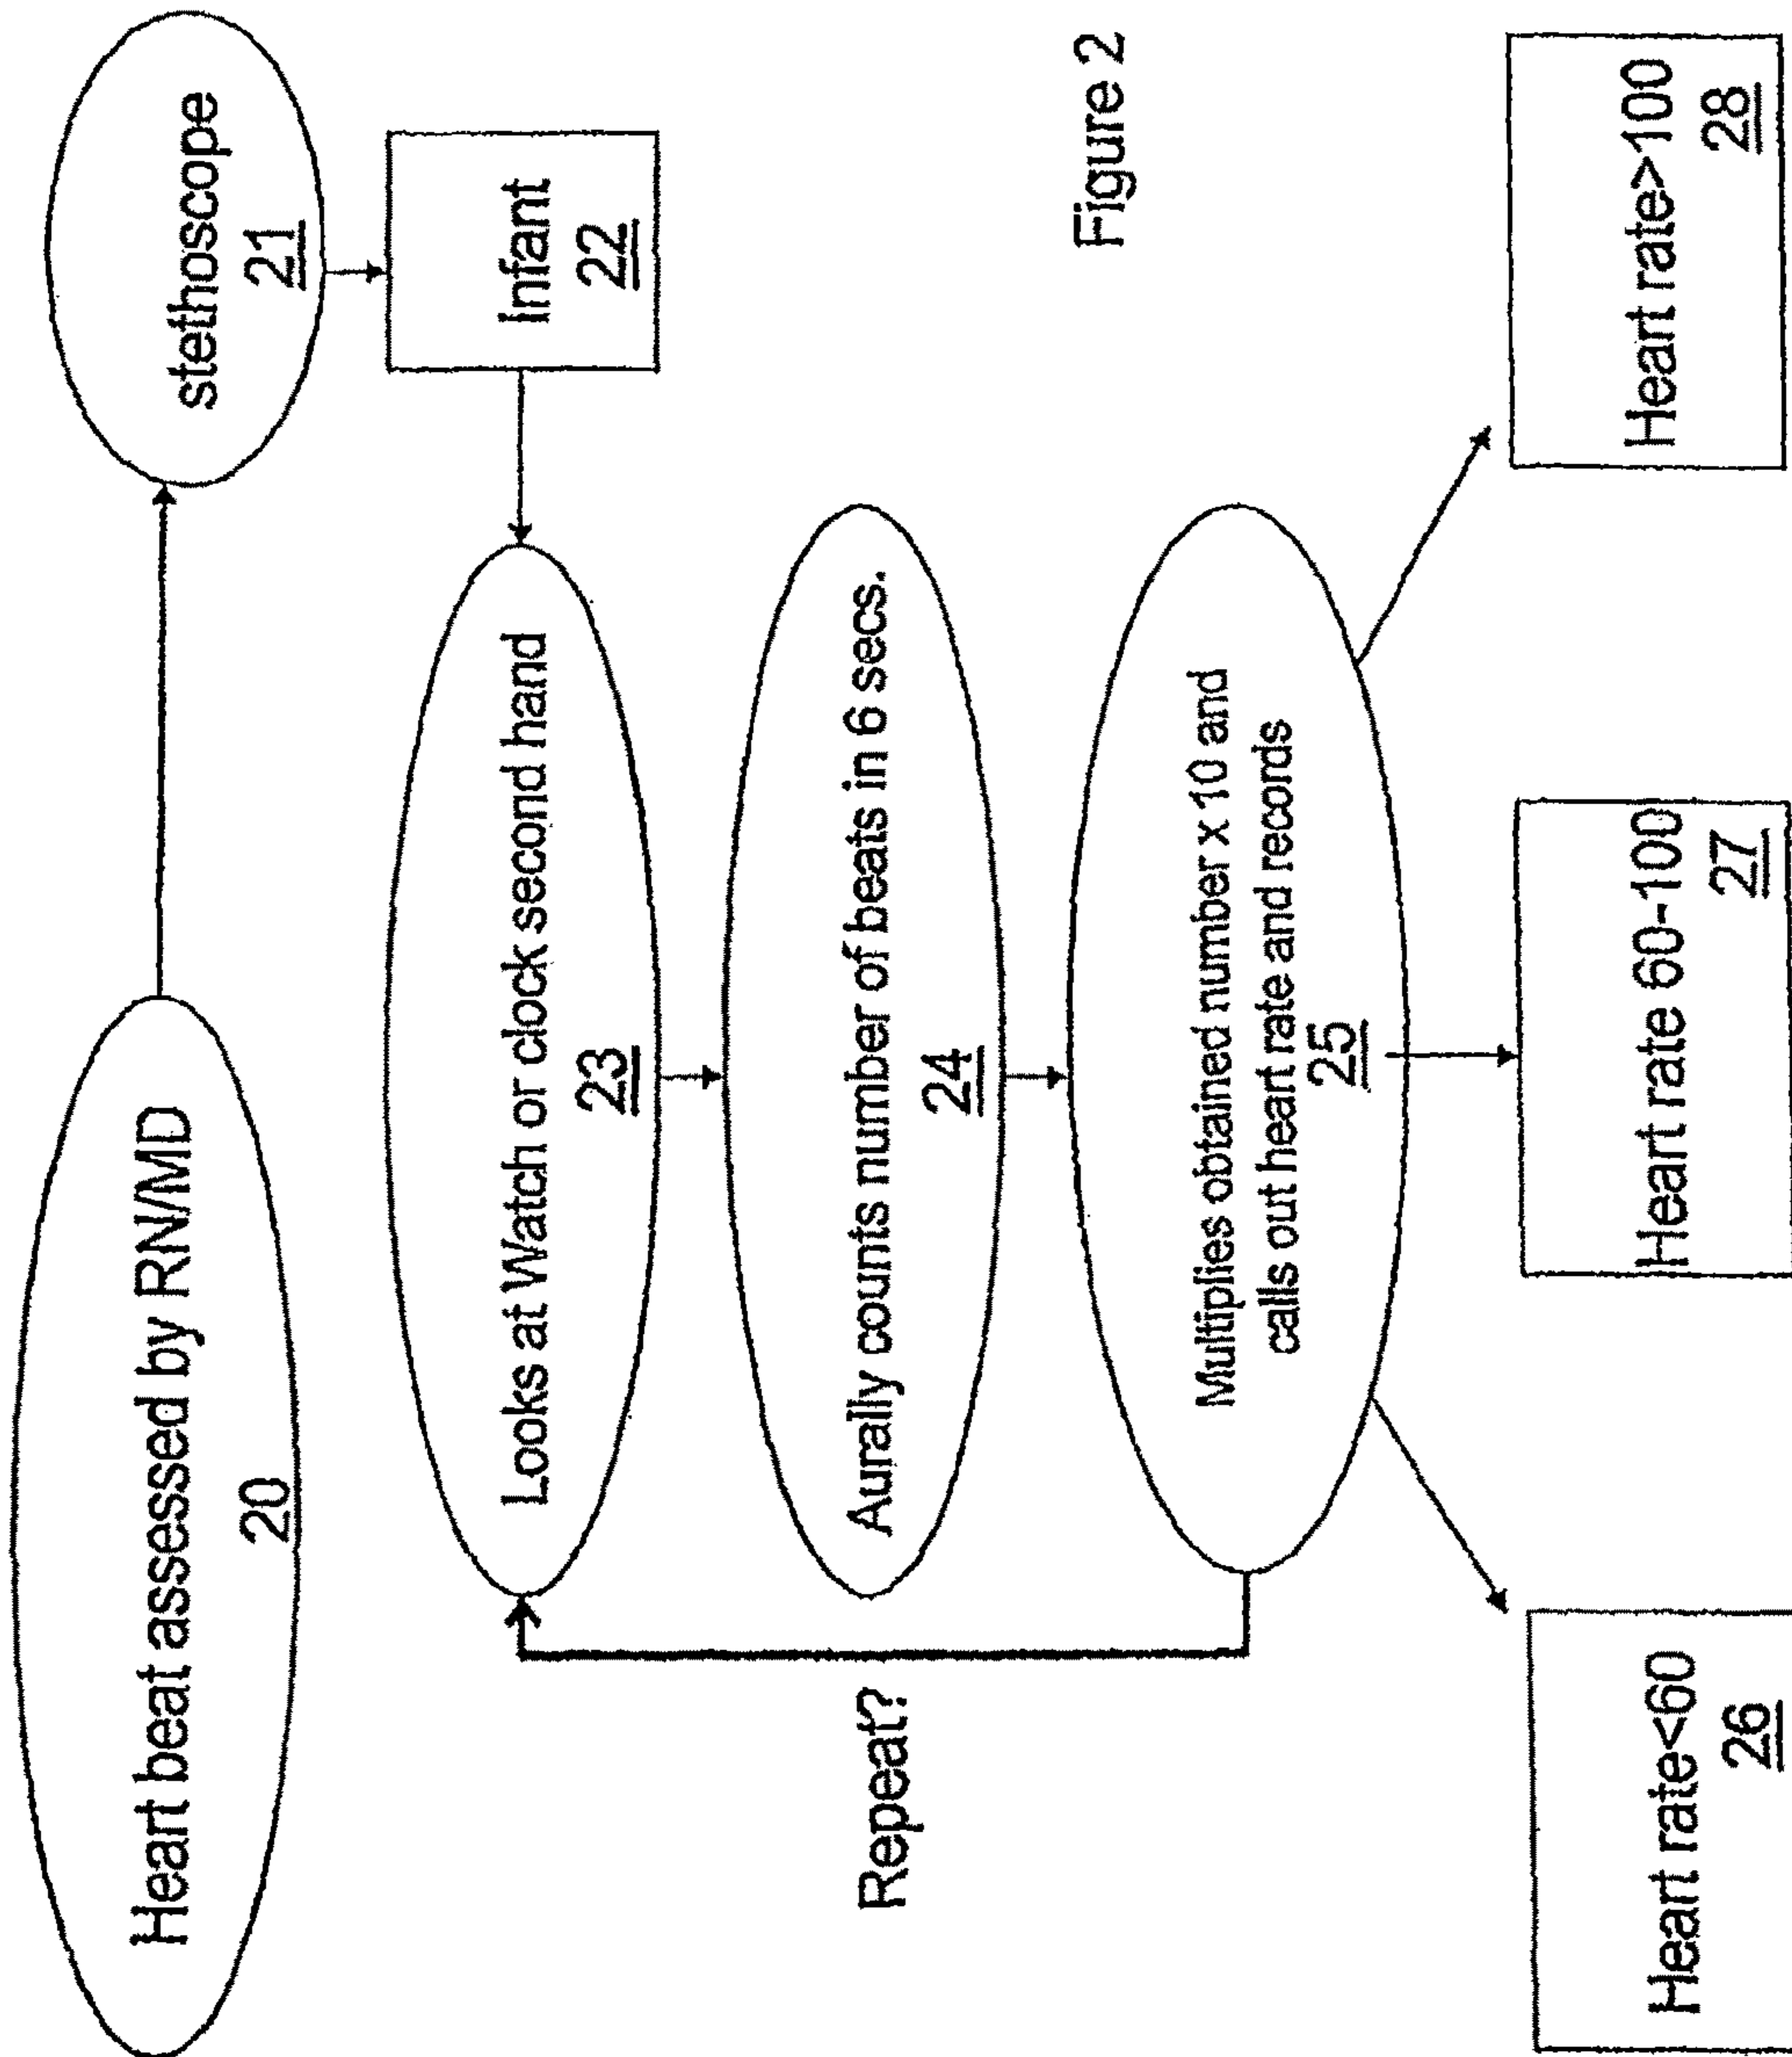 Heart beat assessed by RN/MD
20
stethoscope
21
Infant
22
Looks at Watch or clock second hand
23
Aurally counts number of beats in 6 secs.
24
Repeat?
Multiplies obtained number x 10 and
calls out heart rate and records
25
Figure 2
Heart rate<60
26
Heart rate 60-100
27
Heart rate>100
28